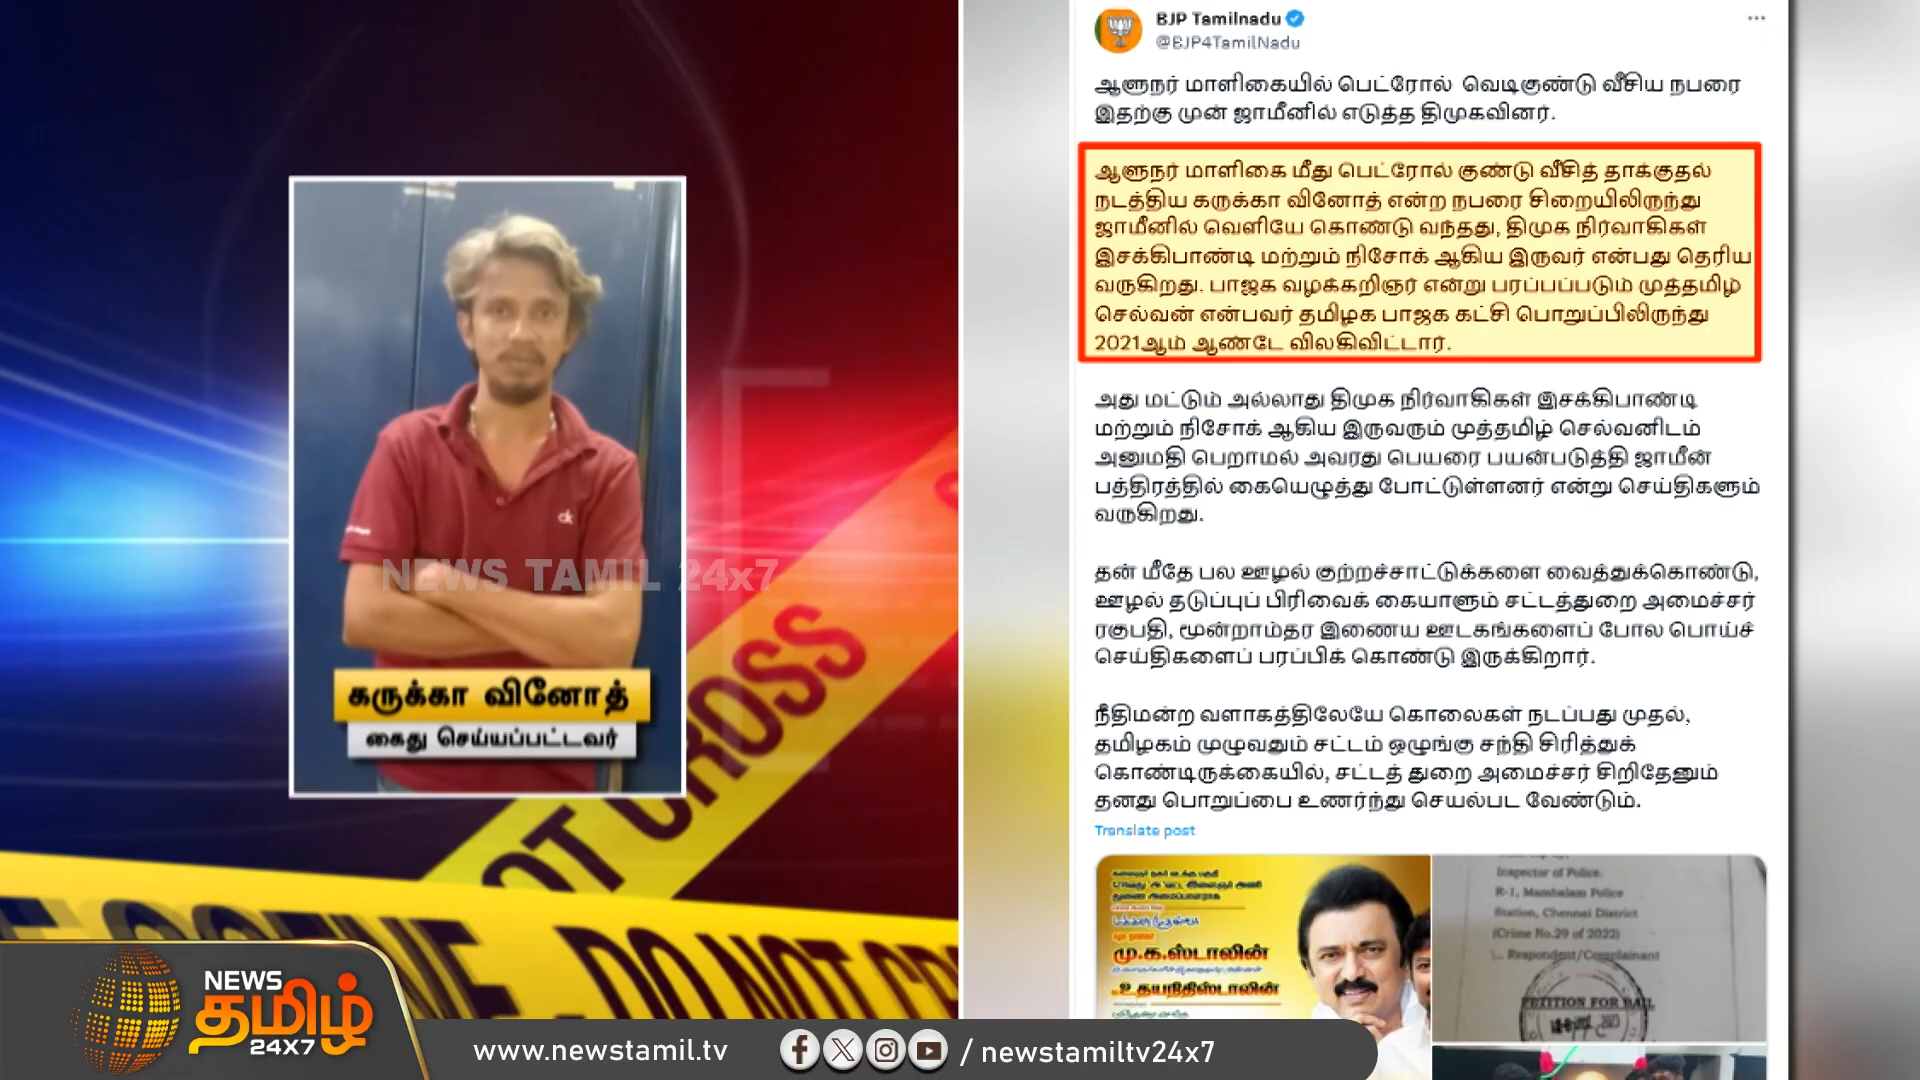 கருக்கா வினோத்
கைது செய்யப்பட்டவர்
ck
NEWS TAMIL 24x7
CROSS
NOT CROSS
DO NOT CRO
NEWS
தமிழ்
24X7
www.newstamil.tv
/ newstamiltv24x7
BJP Tamilnadu
@BJP4TamilNadu
ஆளுநர் மாளிகையில் பெட்ரோல் வெடிகுண்டு வீசிய நபரை
இதற்கு முன் ஜாமீனில் எடுத்த திமுகவினர்.
ஆளுநர் மாளிகை மீது பெட்ரோல் குண்டு வீசித் தாக்குதல்
நடத்திய கருக்கா வினோத் என்ற நபரை சிறையிலிருந்து
ஜாமீனில் வெளியே கொண்டு வந்தது, திமுக நிர்வாகிகள்
இசக்கிபாண்டி மற்றும் நிசோக் ஆகிய இருவர் என்பது தெரிய
வருகிறது. பாஜக வழக்கறிஞர் என்று பரப்பப்படும் முத்தமிழ்
செல்வன் என்பவர் தமிழக பாஜக கட்சி பொறுப்பிலிருந்து
2021ஆம் ஆண்டே விலகிவிட்டார்.
அது மட்டும் அல்லாது திமுக நிர்வாகிகள் இசக்கிபாண்டி
மற்றும் நிசோக் ஆகிய இருவரும் முத்தமிழ் செல்வனிடம்
அனுமதி பெறாமல் அவரது பெயரை பயன்படுத்தி ஜாமீன்
பத்திரத்தில் கையெழுத்து போட்டுள்ளனர் என்று செய்திகளும்
வருகிறது.
தன் மீதே பல ஊழல் குற்றச்சாட்டுக்களை வைத்துக்கொண்டு,
ஊழல் தடுப்புப் பிரிவைக் கையாளும் சட்டத்துறை அமைச்சர்
ரகுபதி, மூன்றாம்தர இணைய ஊடகங்களைப் போல பொய்ச்
செய்திகளைப் பரப்பிக் கொண்டு இருக்கிறார்.
நீதிமன்ற வளாகத்திலேயே கொலைகள் நடப்பது முதல்,
தமிழகம் முழுவதும் சட்டம் ஒழுங்கு சந்தி சிரித்துக்
கொண்டிருக்கையில், சட்டத் துறை அமைச்சர் சிறிதேனும்
தனது பொறுப்பை உணர்ந்து செயல்பட வேண்டும்.
Translate post
மு.க.ஸ்டாலின்
உதயநிதிஸ்டாலின்
Inspector of Police.
R-1, Mambalam Police
Station, Chennai District
(Crime No.29 of 2022)
Respondent/Complainant
PETITION FOR BAIL